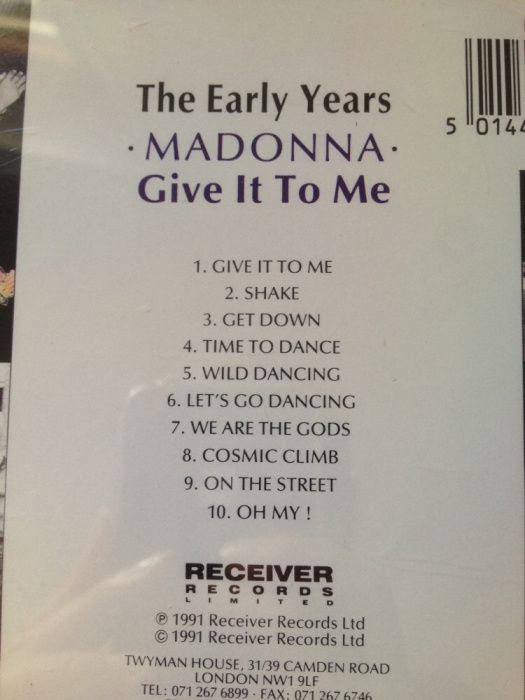 The Early Years
· MADONNA ·
Give It To Me
5 0144
1. GIVE IT TO ME
2. SHAKE
3. GET DOWN
4. TIME TO DANCE
5. WILD DANCING
6. LET'S GO DANCING
7. WE ARE THE GODS
8. COSMIC CLIMB
9. ON THE STREET
10. OH MY !
RECEIVER
RECORDS
LIMITED
℗ 1991 Receiver Records Ltd
© 1991 Receiver Records Ltd
TWYMAN HOUSE, 31/39 CAMDEN ROAD
LONDON NW1 9LF
TEL: 071 267 6899 · FAX: 071 267 6746